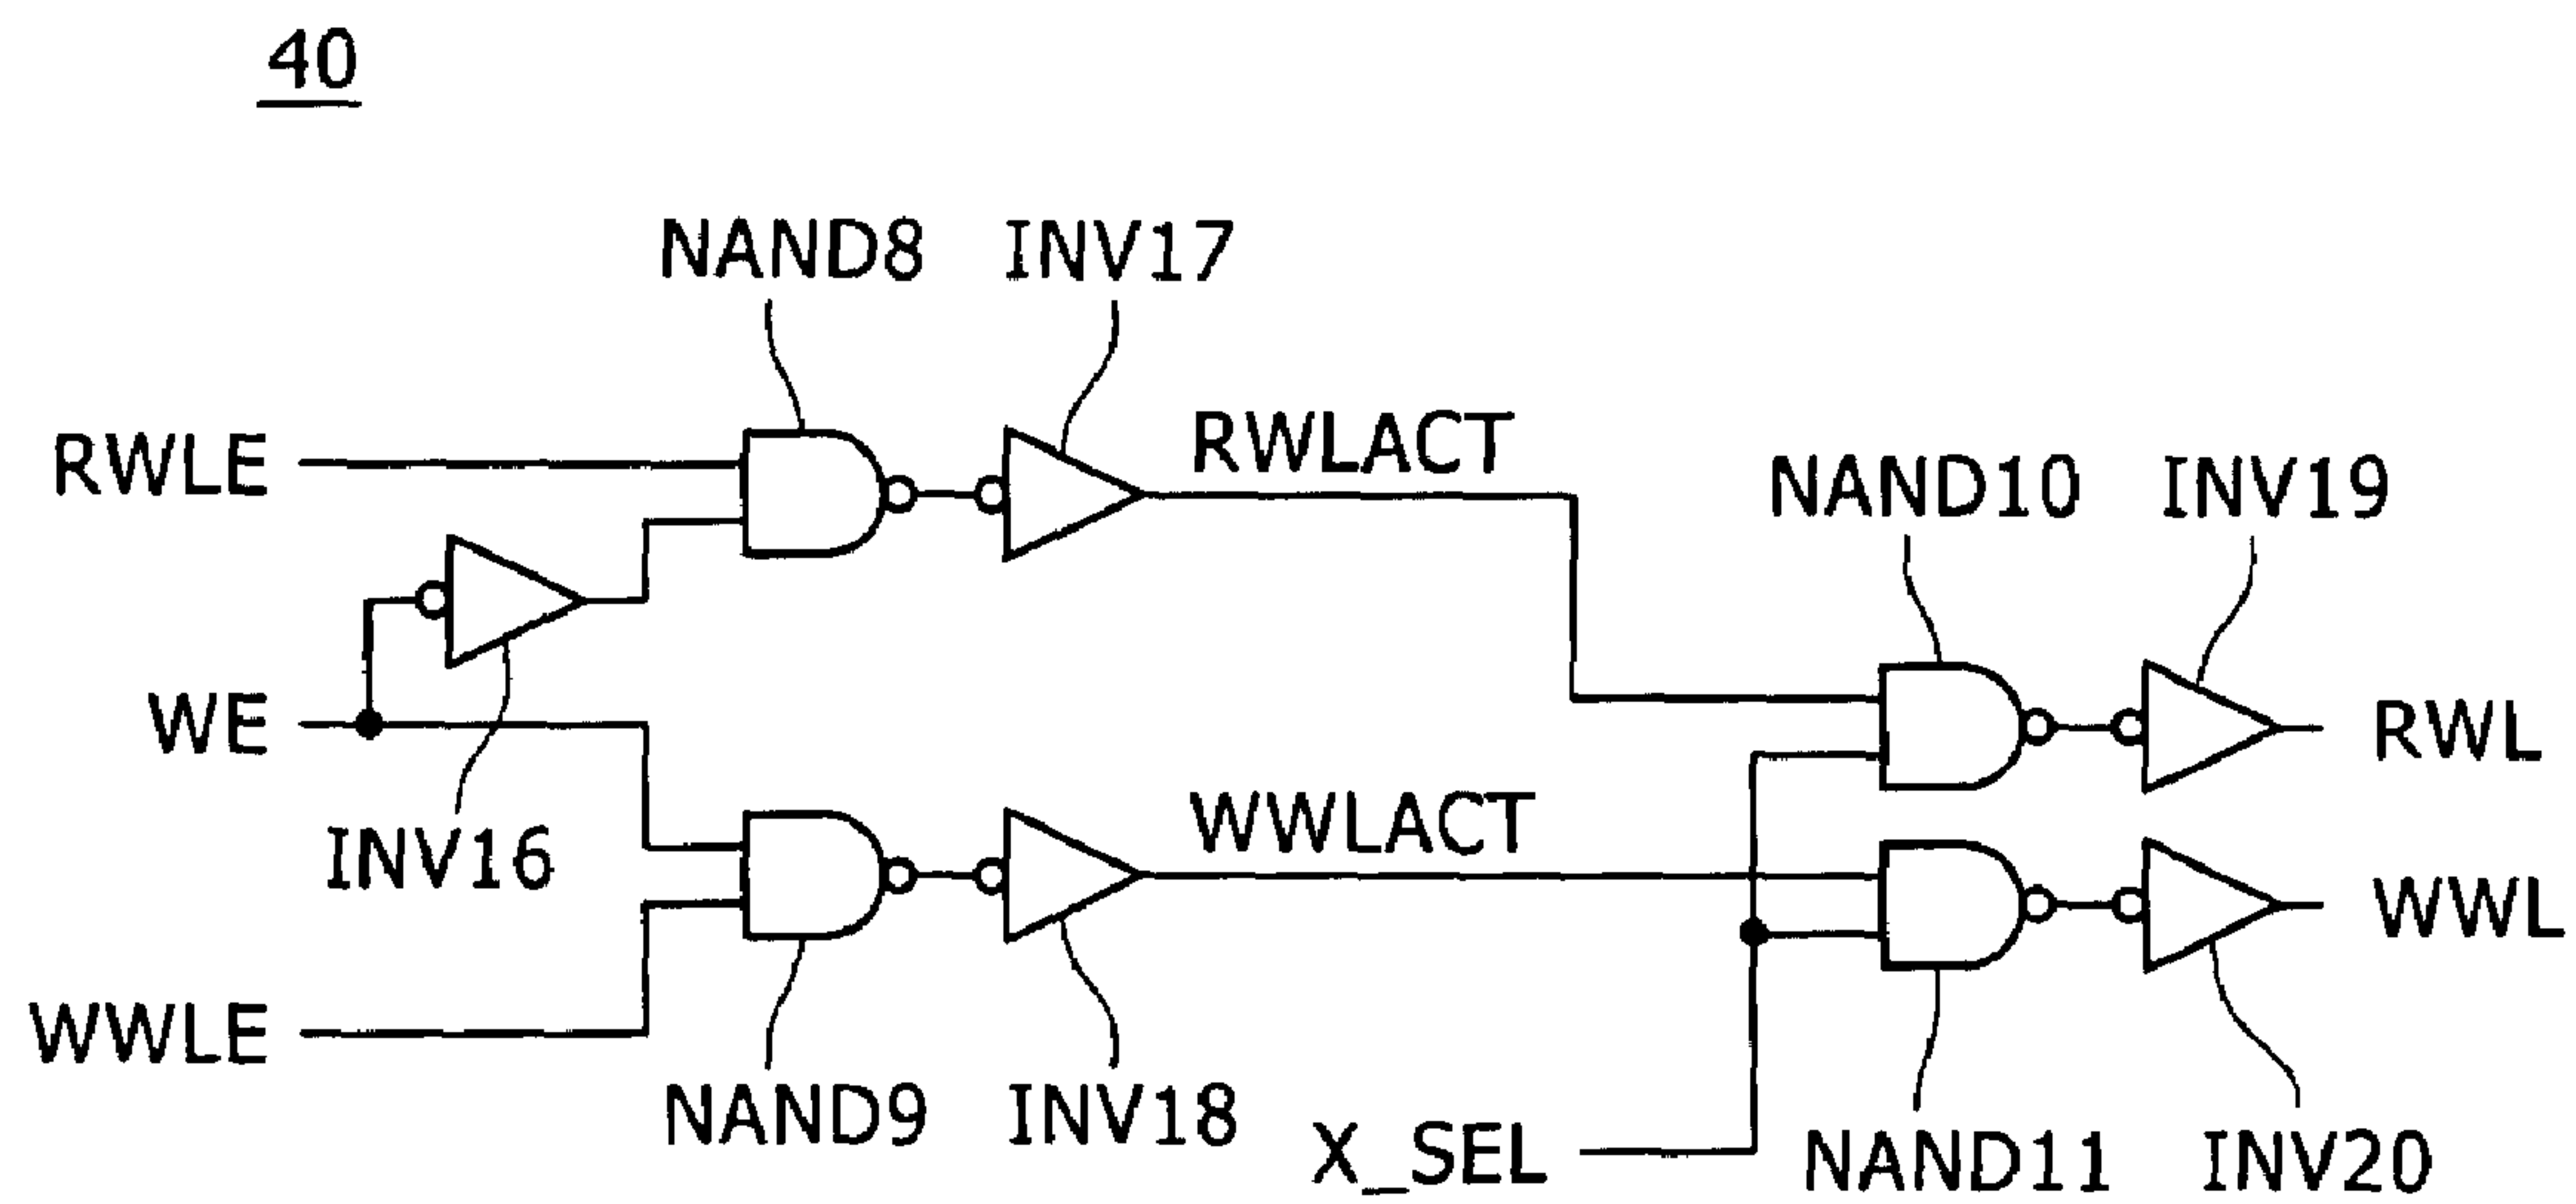 40
NAND8
INV17
RWLE
RWLACT
NAND10
INV19
WE
RWL
INV16
WWLACT
WWL
WWLE
NAND9
INV18
X_SEL
NAND11
INV20